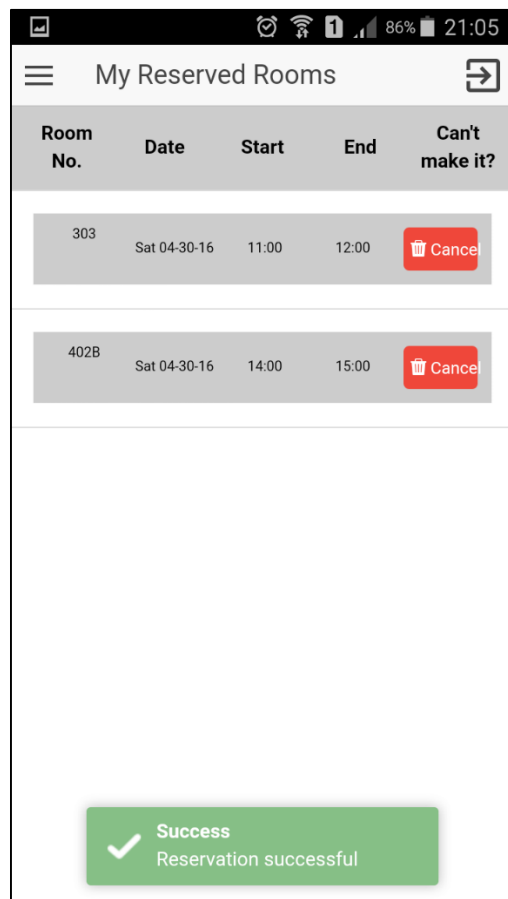 1 86% 21:05
My Reserved Rooms
Room No. Date Start End Can't make it?
303 Sat 04-30-16 11:00 12:00 Cancel
402B Sat 04-30-16 14:00 15:00 Cancel
Success
Reservation successful